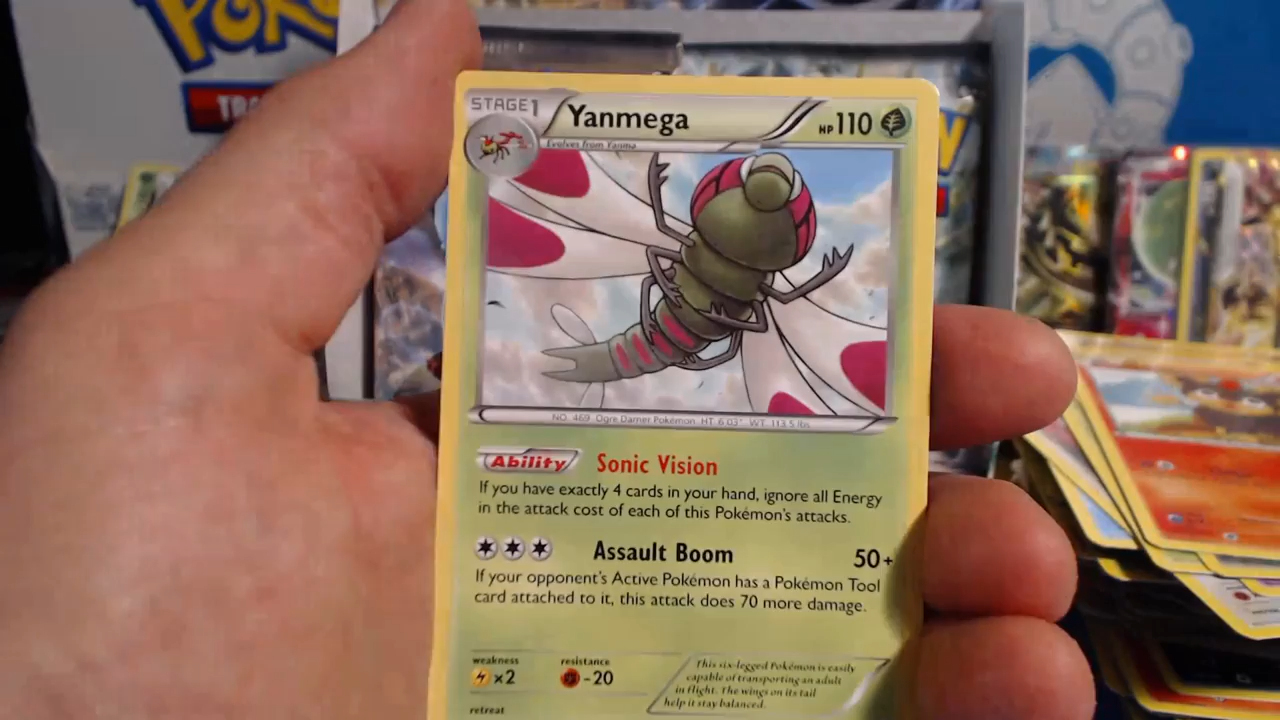 STAGE1
Yanmega
HP110
Evolves from Yanma
NO. 469 Ogre Darner Pokémon HT. 6'03" WT. 113.5 lbs.
Ability Sonic Vision
If you have exactly 4 cards in your hand, ignore all Energy
in the attack cost of each of this Pokémon's attacks.
Assault Boom 50+
If your opponent's Active Pokémon has a Pokémon Tool
card attached to it, this attack does 70 more damage.
weakness
×2
resistance
-20
This six-legged Pokémon is easily
capable of transporting an adult
in flight. The wings on its tail
help it stay balanced.
retreat